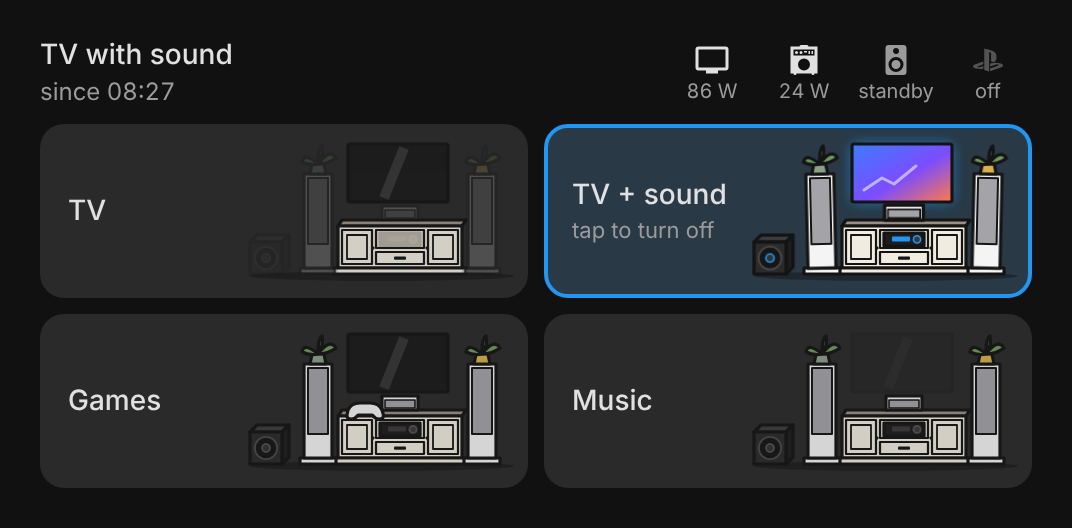 TV with sound
since 08:27
86 W
24 W
standby
off
TV
TV + sound
tap to turn off
Games
Music